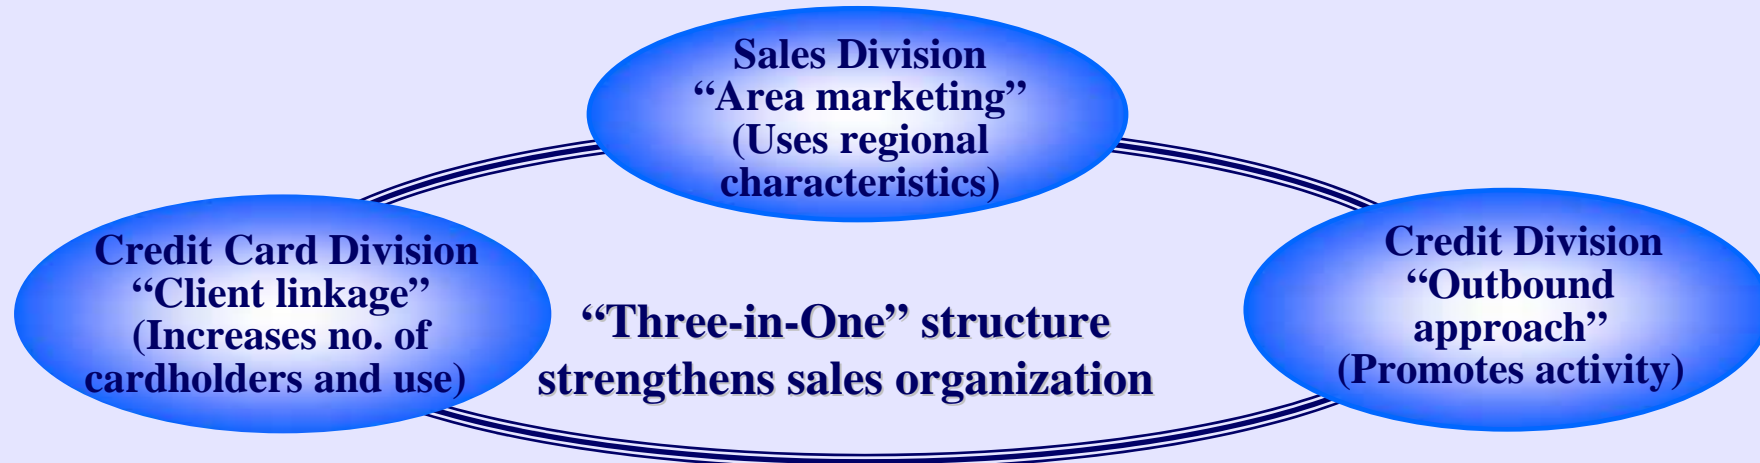 Sales Division
“Area marketing”
(Uses regional
characteristics)
Credit Card Division
“Client linkage”
(Increases no. of
cardholders and use)
“Three-in-One” structure
strengthens sales organization
Credit Division
“Outbound
approach”
(Promotes activity)